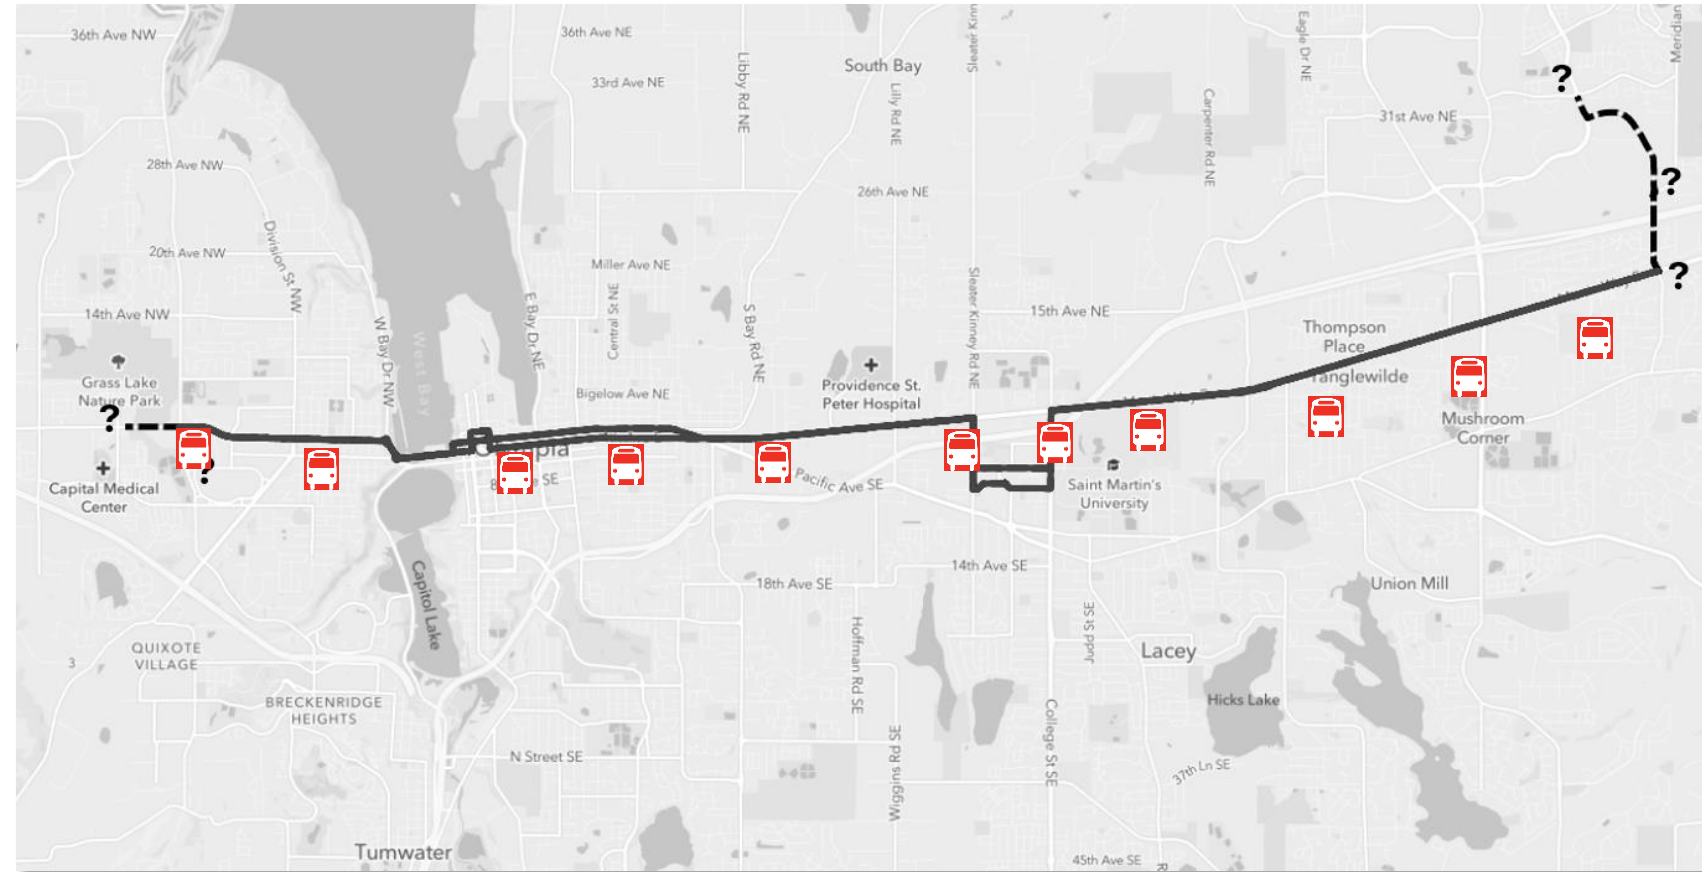 36th Ave NW
36th Ave NE
South Bay
Sleater Kinn
Eagle Dr NE
Meridian
33rd Ave NE
Libby Rd NE
Lilly Rd NE
Carpenter Rd NE
?
31st Ave NE
28th Ave NW
26th Ave NE
?
Division St NW
20th Ave NW
Miller Ave NE
Sleater Kinney Rd NE
?
14th Ave NW
W Bay Dr NW
West Bay
E Bay Dr NE
Central St NE
S Bay Rd NE
15th Ave NE
Thompson
Place
Grass Lake
Nature Park
Bigelow Ave NE
Providence St.
Peter Hospital
Tanglewilde
?
Mushroom
Corner
?
Capital Medical
Center
SE
Pacific Ave SE
Saint Martin's
University
Capitol Lake
18th Ave SE
14th Ave SE
Union Mill
QUIXOTE
VILLAGE
3
Hoffman Rd SE
Judd St SE
Lacey
BRECKENRIDGE
HEIGHTS
Hicks Lake
N Street SE
Wiggins Rd SE
College St SE
37th Ln SE
Tumwater
45th Ave SE
R